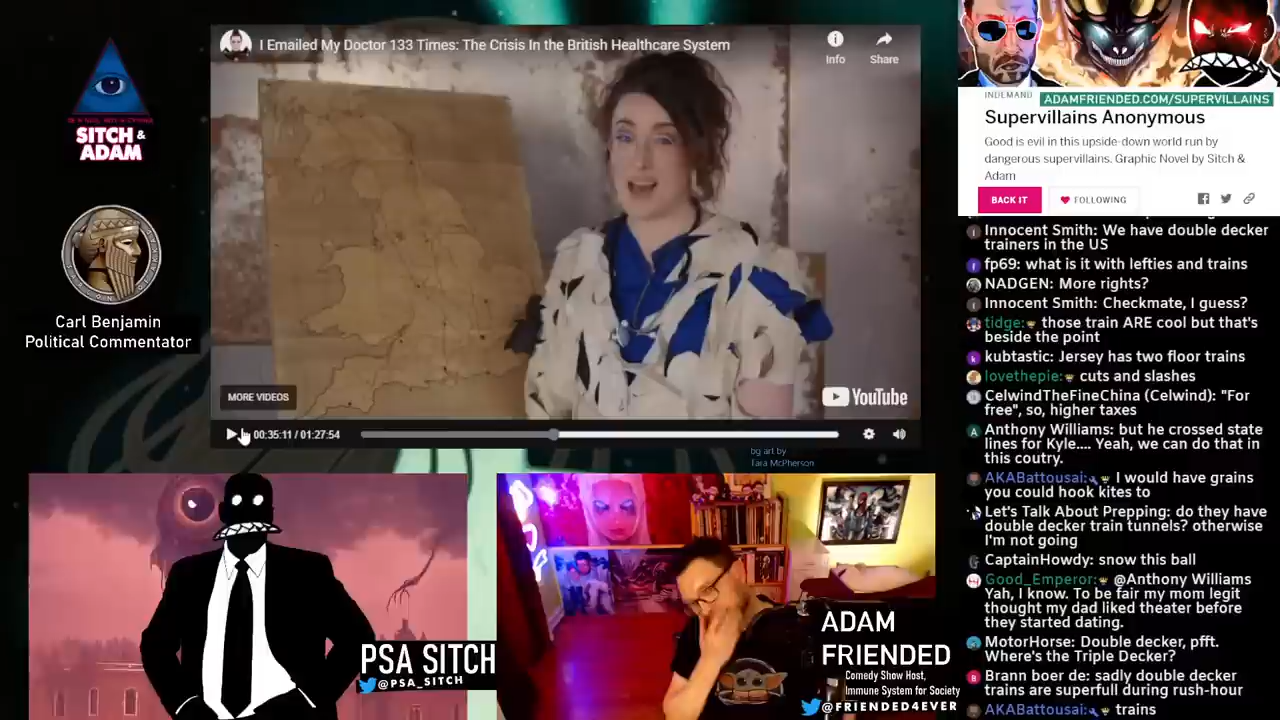 I Emailed My Doctor 133 Times: The Crisis In the British Healthcare System
Info
Share
MORE VIDEOS
YouTube
00:35:11 / 01:27:54
SITCH &
ADAM
Carl Benjamin
Political Commentator
bg art by
Tara McPherson
PSA SITCH
@PSA_SITCH
ADAM
FRIENDED
Comedy Show Host,
Immune System for Society
@FRIENDED4EVER
INDEMAND
ADAMFRIENDED.COM/SUPERVILLAINS
Supervillains Anonymous
Good is evil in this upside-down world run by
dangerous supervillains. Graphic Novel by Sitch &
Adam
BACK IT
FOLLOWING
Innocent Smith: We have double decker
trainers in the US
fp69: what is it with lefties and trains
NADGEN: More rights?
Innocent Smith: Checkmate, I guess?
tidge: those train ARE cool but that's
beside the point
kubtastic: Jersey has two floor trains
lovethepie: cuts and slashes
CelwindTheFineChina (Celwind): "For
free", so, higher taxes
Anthony Williams: but he crossed state
lines for Kyle.... Yeah, we can do that in
this coutry.
AKABattousai: I would have grains
you could hook kites to
Let's Talk About Prepping: do they have
double decker train tunnels? otherwise
I'm not going
CaptainHowdy: snow this ball
Good_Emperor: @Anthony Williams
Yah, I know. To be fair my mom legit
thought my dad liked theater before
they started dating.
MotorHorse: Double decker, pfft.
Where's the Triple Decker?
Brann boer de: sadly double decker
trains are superfull during rush-hour
AKABattousai: trains